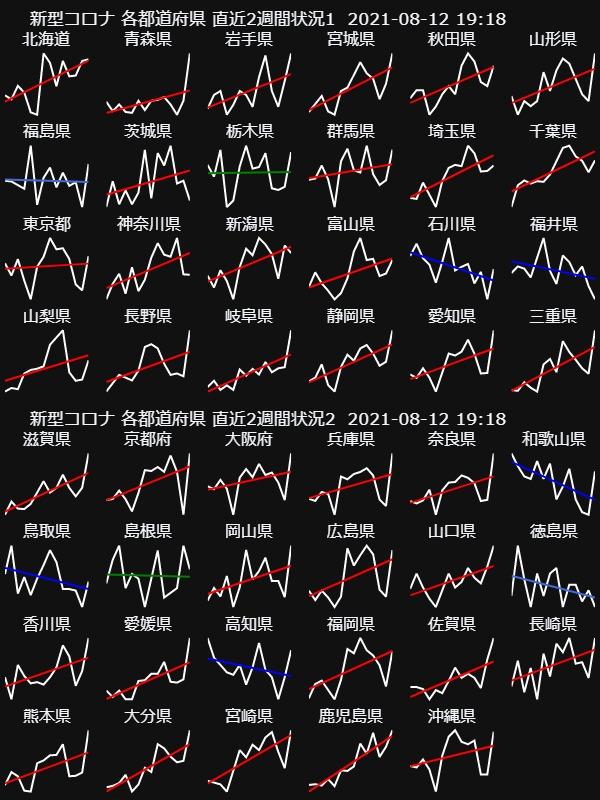 新型コロナ 各都道府県 直近2週間状況1 2021-08-12 19:18
北海道 青森県 岩手県 宮城県 秋田県 山形県
福島県 茨城県 栃木県 群馬県 埼玉県 千葉県
東京都 神奈川県 新潟県 富山県 石川県 福井県
山梨県 長野県 岐阜県 静岡県 愛知県 三重県
新型コロナ 各都道府県 直近2週間状況2 2021-08-12 19:18
滋賀県 京都府 大阪府 兵庫県 奈良県 和歌山県
鳥取県 島根県 岡山県 広島県 山口県 徳島県
香川県 愛媛県 高知県 福岡県 佐賀県 長崎県
熊本県 大分県 宮崎県 鹿児島県 沖縄県